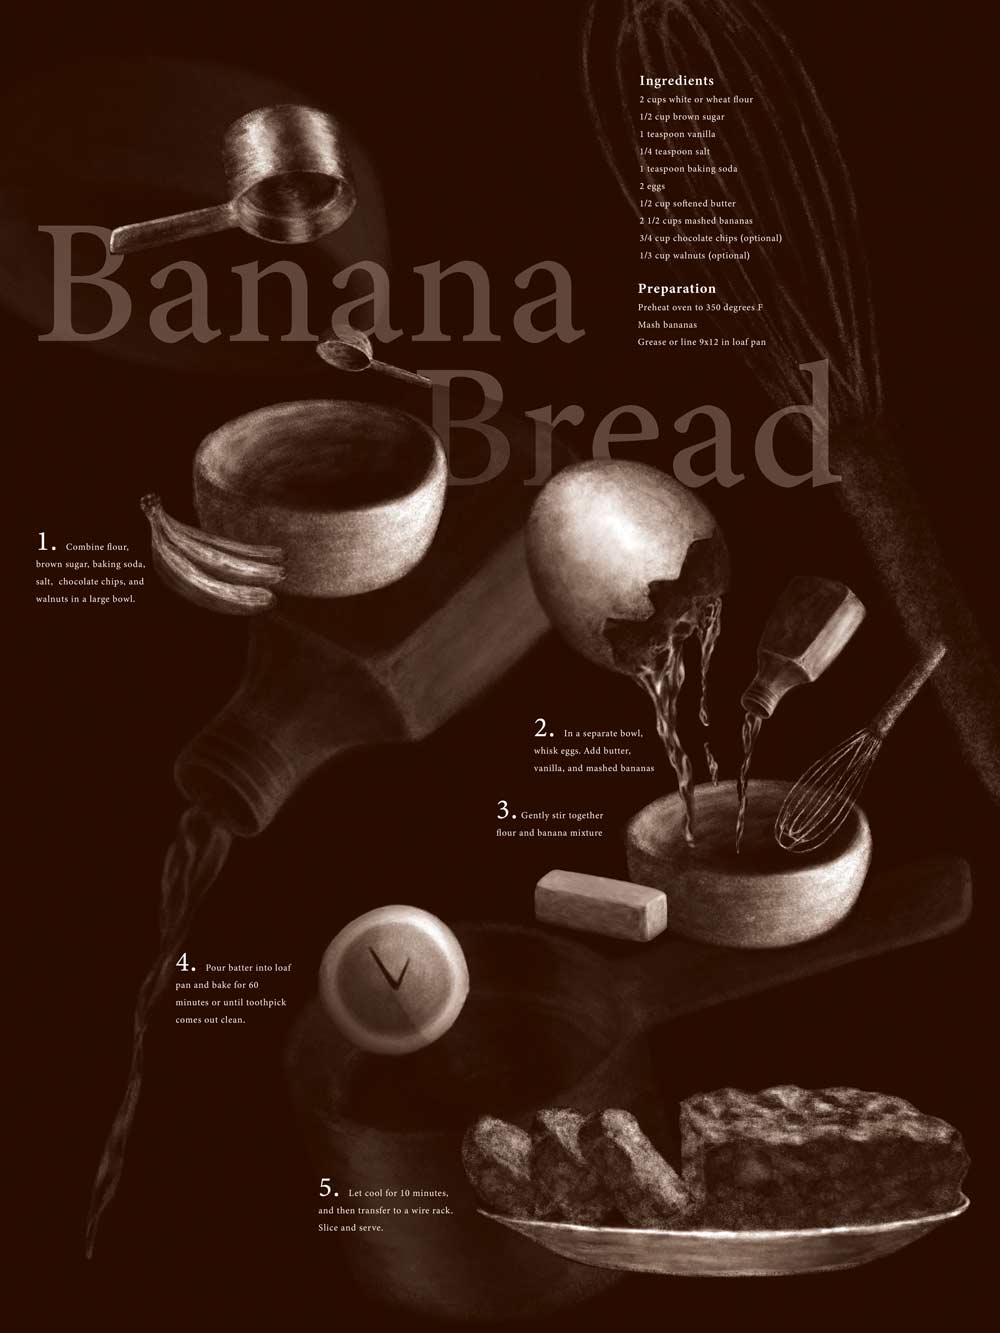 Banana
Bread
Ingredients
2 cups white or wheat flour
1/2 cup brown sugar
1 teaspoon vanilla
1/4 teaspoon salt
1 teaspoon baking soda
2 eggs
1/2 cup softened butter
2 1/2 cups mashed bananas
3/4 cup chocolate chips (optional)
1/3 cup walnuts (optional)
Preparation
Preheat oven to 350 degrees F
Mash bananas
Grease or line 9x12 in loaf pan
1. Combine flour,
brown sugar, baking soda,
salt, chocolate chips, and
walnuts in a large bowl.
2. In a separate bowl,
whisk eggs. Add butter,
vanilla, and mashed bananas
3. Gently stir together
flour and banana mixture
4. Pour batter into loaf
pan and bake for 60
minutes or until toothpick
comes out clean.
5. Let cool for 10 minutes,
and then transfer to a wire rack.
Slice and serve.